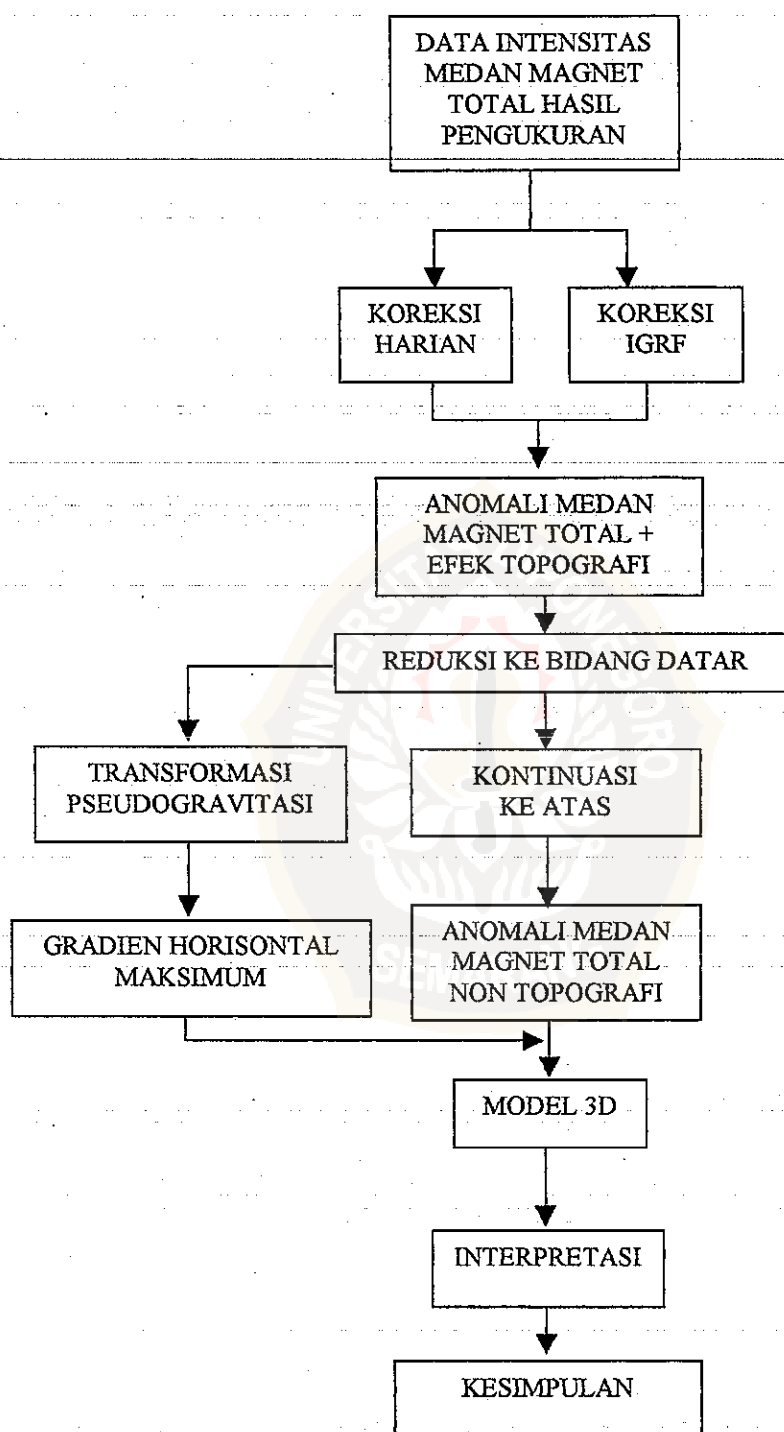 DATA INTENSITAS
MEDAN MAGNET
TOTAL HASIL
PENGUKURAN
KOREKSI
HARIAN
KOREKSI
IGRF
ANOMALI MEDAN
MAGNET TOTAL +
EFEK TOPOGRAFI
REDUKSI KE BIDANG DATAR
TRANSFORMASI
PSEUDOGRAVITASI
KONTINUASI
KE ATAS
GRADIEN HORISONTAL
MAKSIMUM
ANOMALI MEDAN
MAGNET TOTAL
NON TOPOGRAFI
MODEL 3D
INTERPRETASI
KESIMPULAN